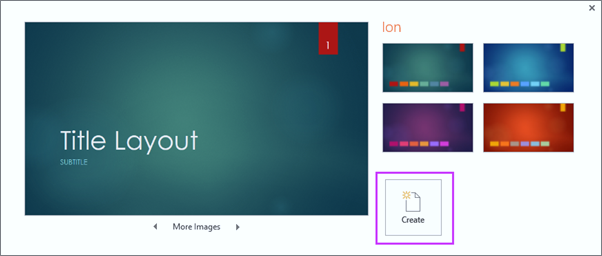 Ion
1
Title Layout
SUBTITLE
More Images
Create